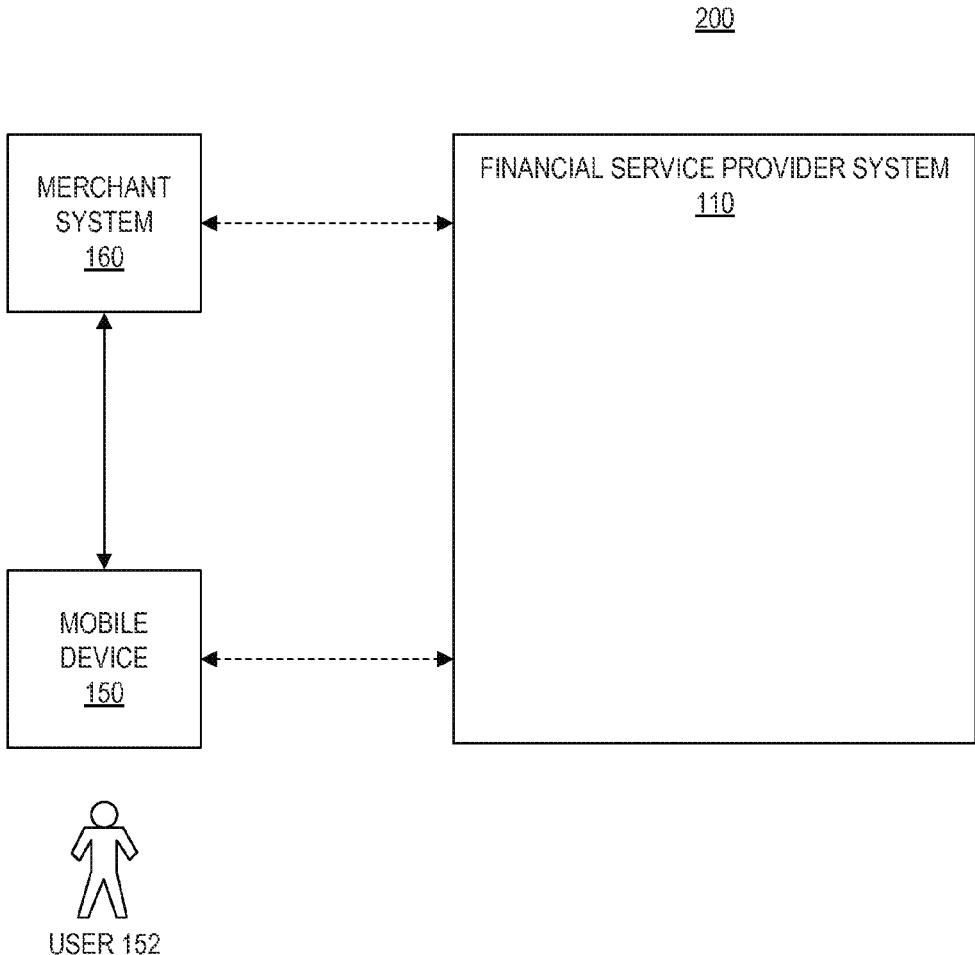 200
MERCHANT
SYSTEM
160
FINANCIAL SERVICE PROVIDER SYSTEM
110
MOBILE
DEVICE
150
USER 152